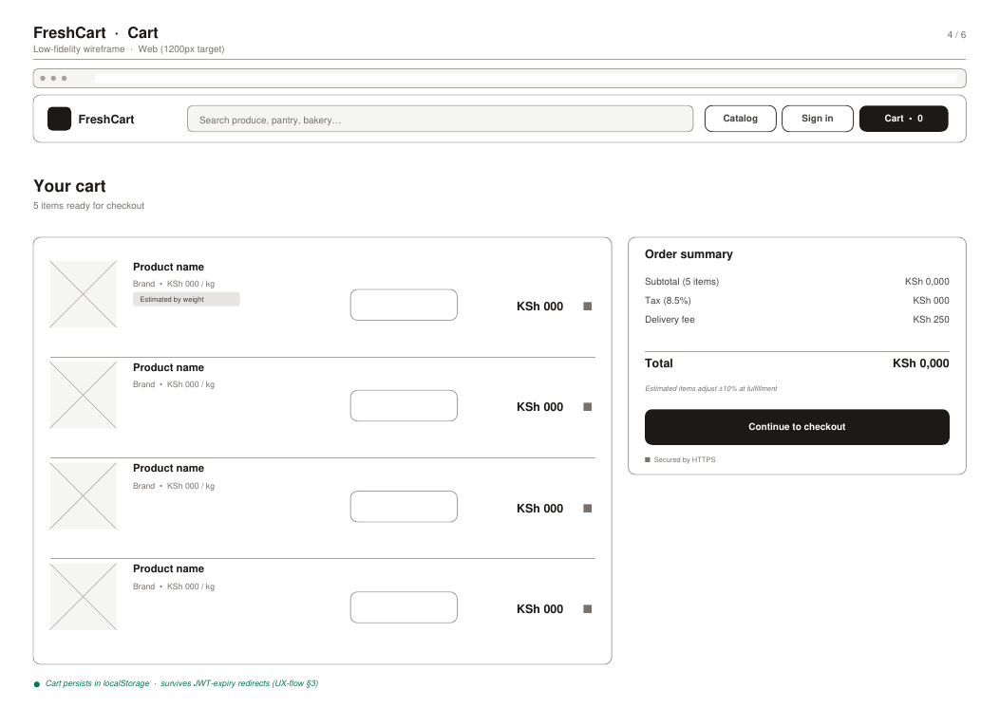 FreshCart · Cart
4 / 6
Low-fidelity wireframe · Web (1200px target)
FreshCart
Search produce, pantry, bakery…
Catalog
Sign in
Cart • 0
Your cart
5 items ready for checkout
Product name
Brand • KSh 000 / kg
Estimated by weight
KSh 000
Product name
Brand • KSh 000 / kg
KSh 000
Product name
Brand • KSh 000 / kg
KSh 000
Product name
Brand • KSh 000 / kg
KSh 000
Order summary
Subtotal (5 items) KSh 0,000
Tax (8.5%) KSh 000
Delivery fee KSh 250
Total KSh 0,000
Estimated items adjust ±10% at fulfillment
Continue to checkout
Secured by HTTPS
Cart persists in localStorage · survives JWT-expiry redirects (UX-flow §3)